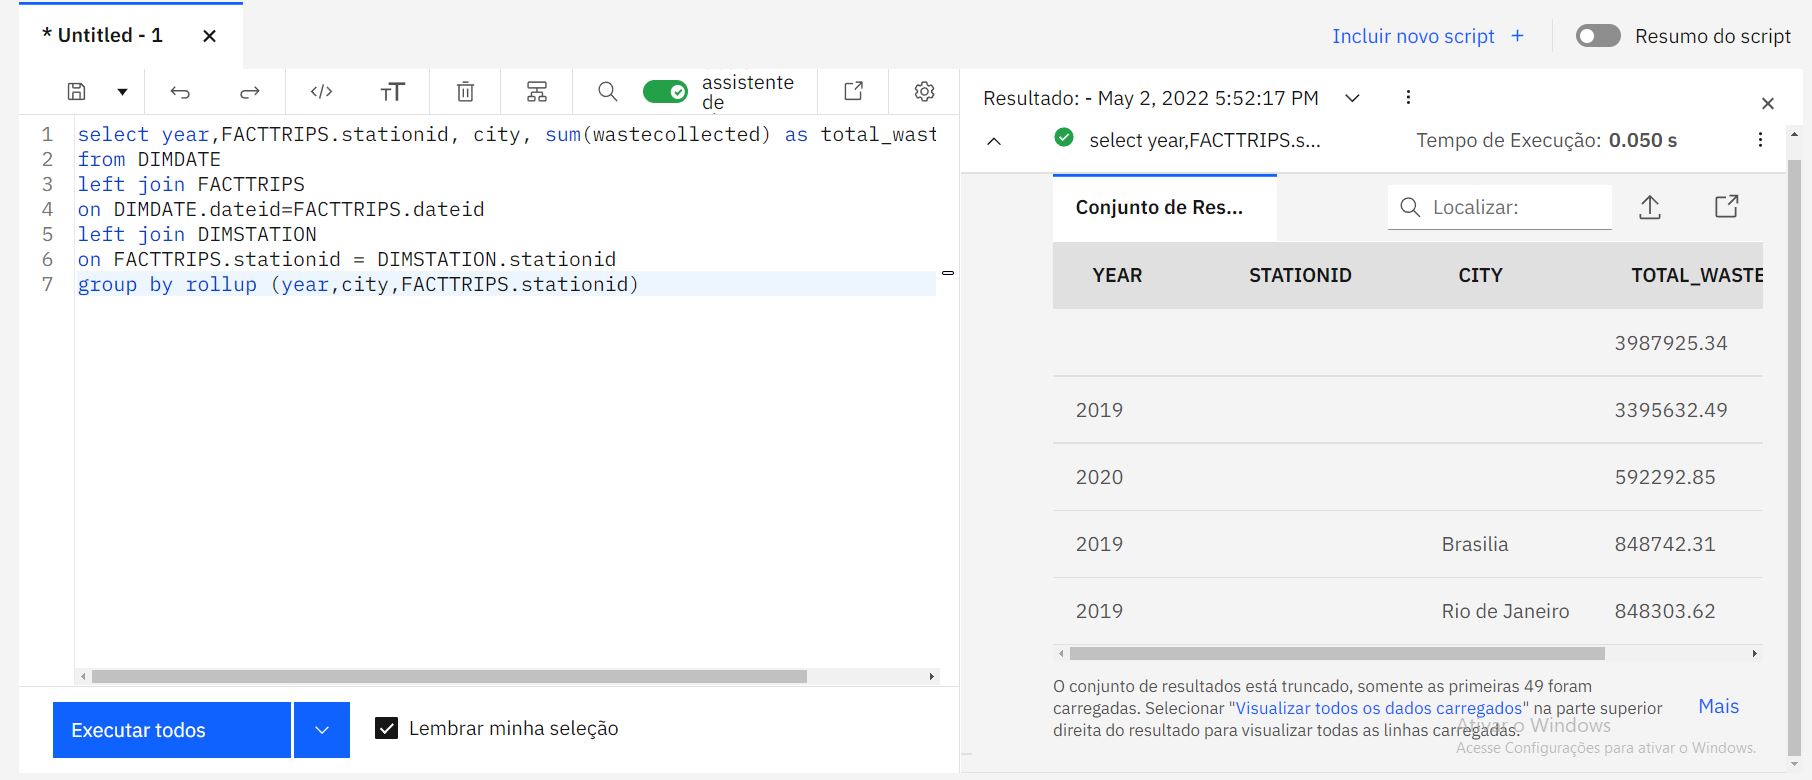 * Untitled - 1
Incluir novo script +
Resumo do script
assistente
de
1 select year,FACTTRIPS.stationid, city, sum(wastecollected) as total_wast
2 from DIMDATE
3 left join FACTTRIPS
4 on DIMDATE.dateid=FACTTRIPS.dateid
5 left join DIMSTATION
6 on FACTTRIPS.stationid = DIMSTATION.stationid
7 group by rollup (year,city,FACTTRIPS.stationid)
Executar todos
Lembrar minha seleção
Resultado: - May 2, 2022 5:52:17 PM
select year,FACTTRIPS.s... Tempo de Execução: 0.050 s
Conjunto de Res... Localizar:
YEAR STATIONID CITY TOTAL_WASTE
3987925.34
2019 3395632.49
2020 592292.85
2019 Brasilia 848742.31
2019 Rio de Janeiro 848303.62
O conjunto de resultados está truncado, somente as primeiras 49 foram
carregadas. Selecionar "Visualizar todos os dados carregados" na parte superior
direita do resultado para visualizar todas as linhas carregadas.
Mais
Ativar o Windows
Acesse Configurações para ativar o Windows.